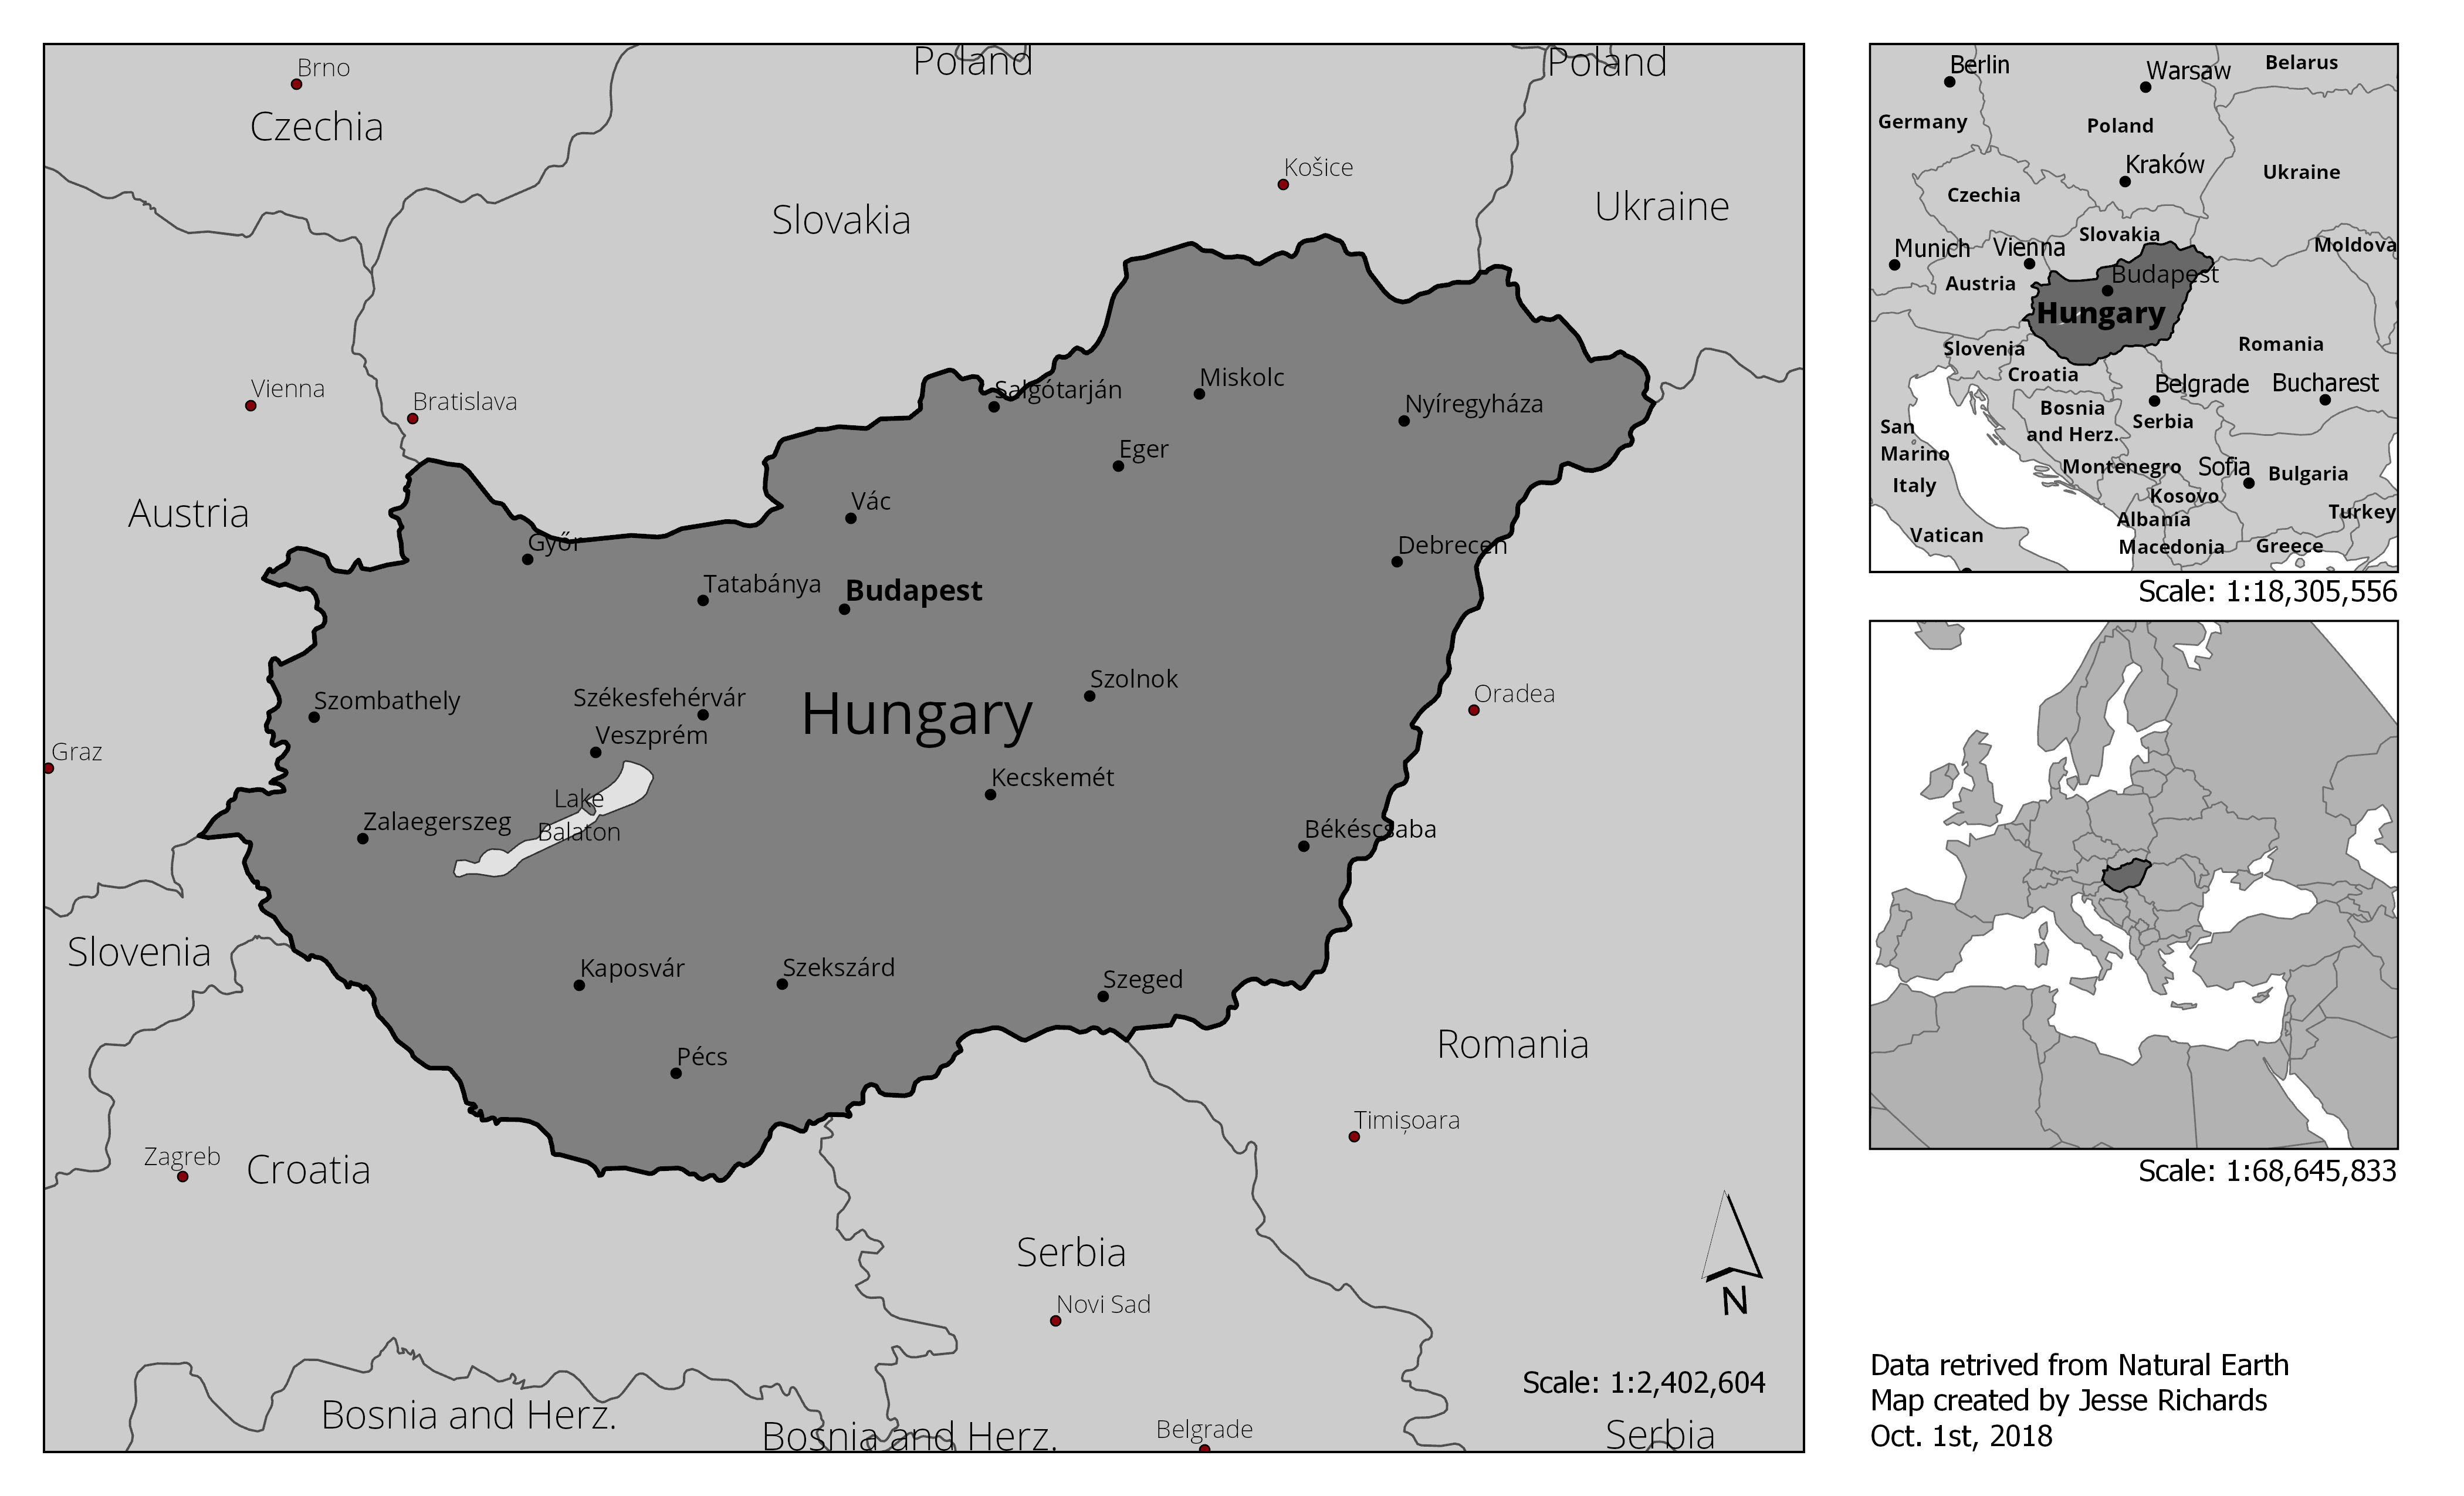 Poland
Poland
Brno
Czechia
Košice
Slovakia
Ukraine
Vienna
Bratislava
Salgótarján
Miskolc
Nyíregyháza
Eger
Austria
Vác
Győr
Debrecen
Tatabánya
Budapest
Szombathely
Székesfehérvár
Szolnok
Oradea
Hungary
Veszprém
Graz
Kecskemét
Lake
Balaton
Zalaegerszeg
Békéscsaba
Slovenia
Kaposvár
Szekszárd
Szeged
Romania
Pécs
Timișoara
Zagreb
Croatia
Serbia
Novi Sad
N
Scale: 1:2,402,604
Bosnia and Herz.
Bosnia and Herz.
Belgrade
Serbia
Berlin
Warsaw
Belarus
Germany
Poland
Kraków
Ukraine
Czechia
Slovakia
Moldova
Munich
Vienna
Budapest
Austria
Hungary
Slovenia
Romania
Croatia
Belgrade
Bucharest
Bosnia
and Herz.
Serbia
San
Marino
Montenegro
Sofia
Bulgaria
Italy
Kosovo
Albania
Turkey
Vatican
Macedonia
Greece
Scale: 1:18,305,556
Scale: 1:68,645,833
Data retrived from Natural Earth
Map created by Jesse Richards
Oct. 1st, 2018